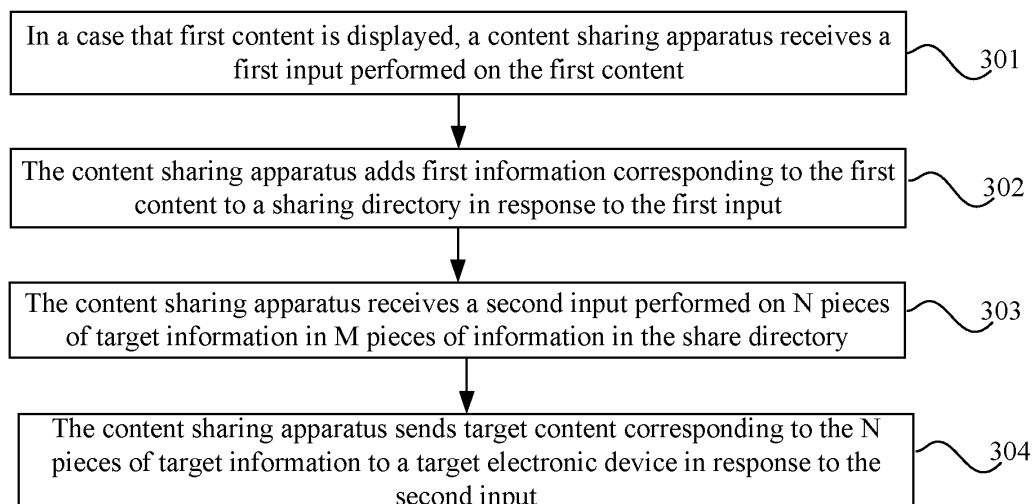 In a case that first content is displayed, a content sharing apparatus receives a
first input performed on the first content
301
The content sharing apparatus adds first information corresponding to the first
content to a sharing directory in response to the first input
302
The content sharing apparatus receives a second input performed on N pieces
of target information in M pieces of information in the share directory
303
The content sharing apparatus sends target content corresponding to the N
pieces of target information to a target electronic device in response to the
second input
304